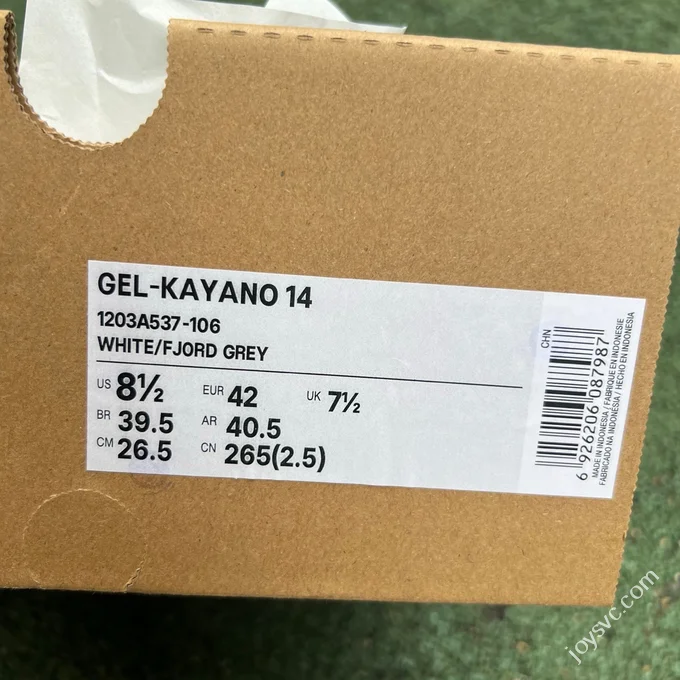 GEL-KAYANO 14
1203A537-106
WHITE/FJORD GREY
US 8½ EUR 42 UK 7½
BR 39.5 AR 40.5
CM 26.5 CN 265(2.5)
CHN
6 926206 087987
MADE IN INDONESIA / FABRIQUE EN INDONESIE
FABRICADO NA INDONÉSIA / HECHO EN INDONESIA
joysvc.com